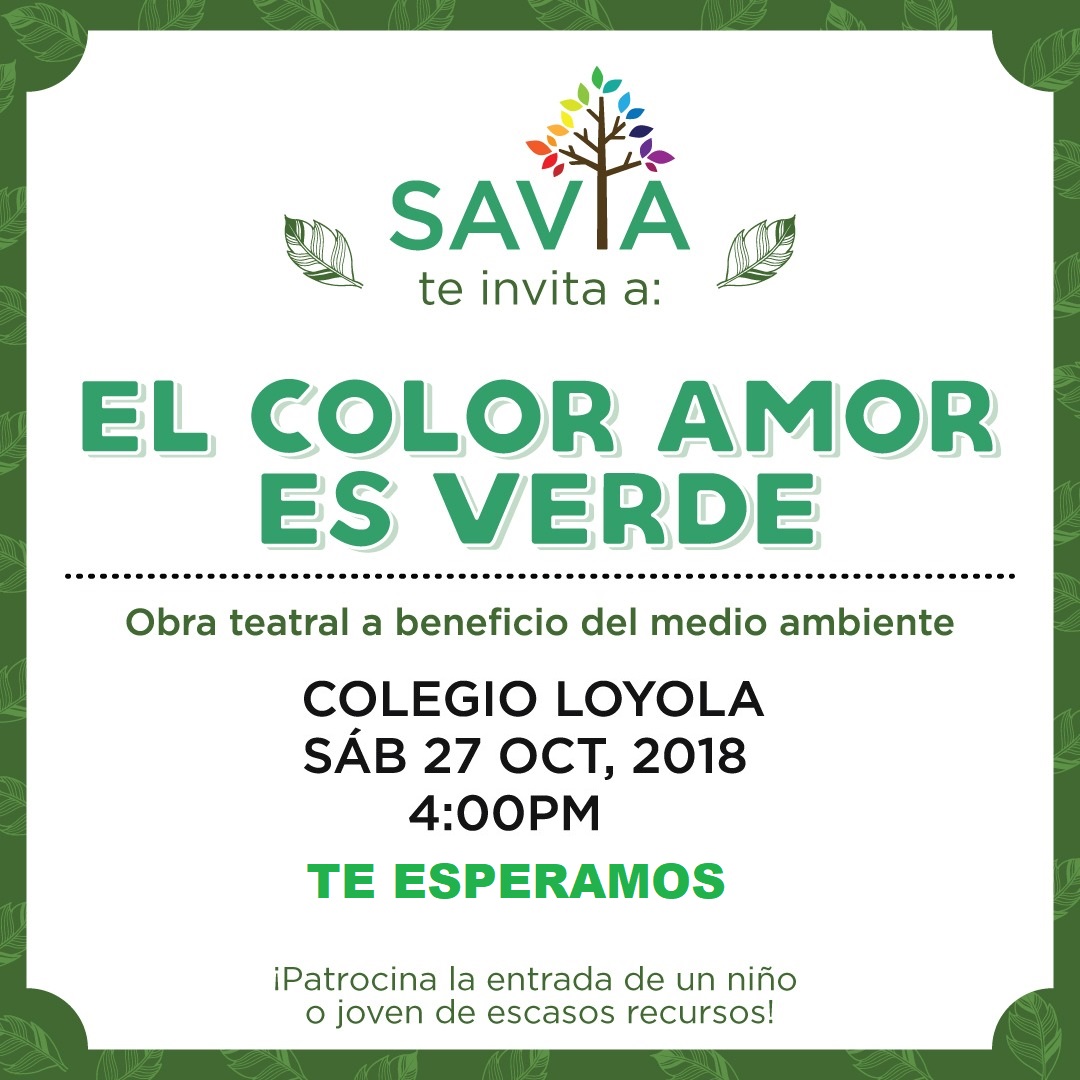 SAVIA
te invita a:
EL COLOR AMOR
ES VERDE
Obra teatral a beneficio del medio ambiente
COLEGIO LOYOLA
SÁB 27 OCT, 2018
4:00PM
TE ESPERAMOS
¡Patrocina la entrada de un niño
o joven de escasos recursos!